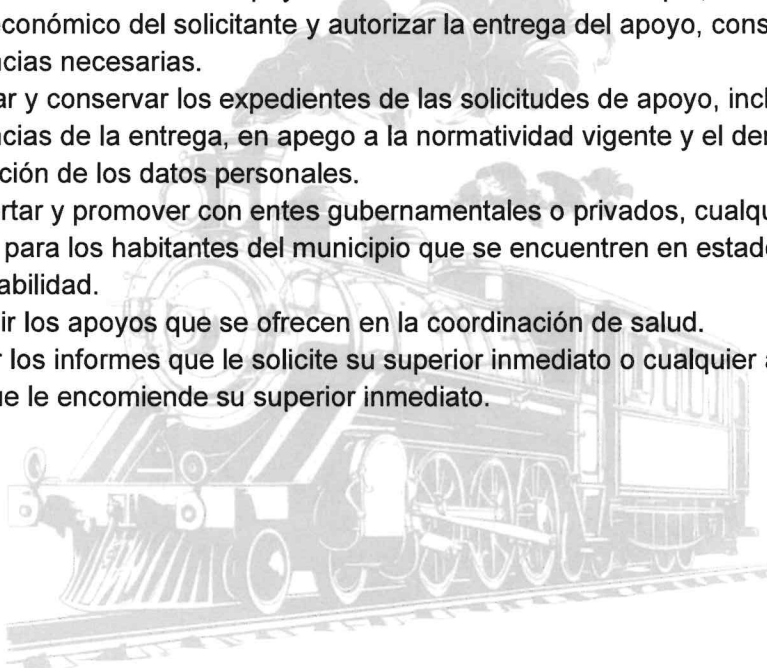 conómico del solicitante y autorizar la entrega del apoyo, cons
cias necesarias.
ar y conservar los expedientes de las solicitudes de apoyo, incl
cias de la entrega, en apego a la normatividad vigente y el de
ción de los datos personales.
rtar y promover con entes gubernamentales o privados, cualqu
para los habitantes del municipio que se encuentren en estad
abilidad.
ir los apoyos que se ofrecen en la coordinación de salud.
r los informes que le solicite su superior inmediato o cualquier a
ue le encomiende su superior inmediato.